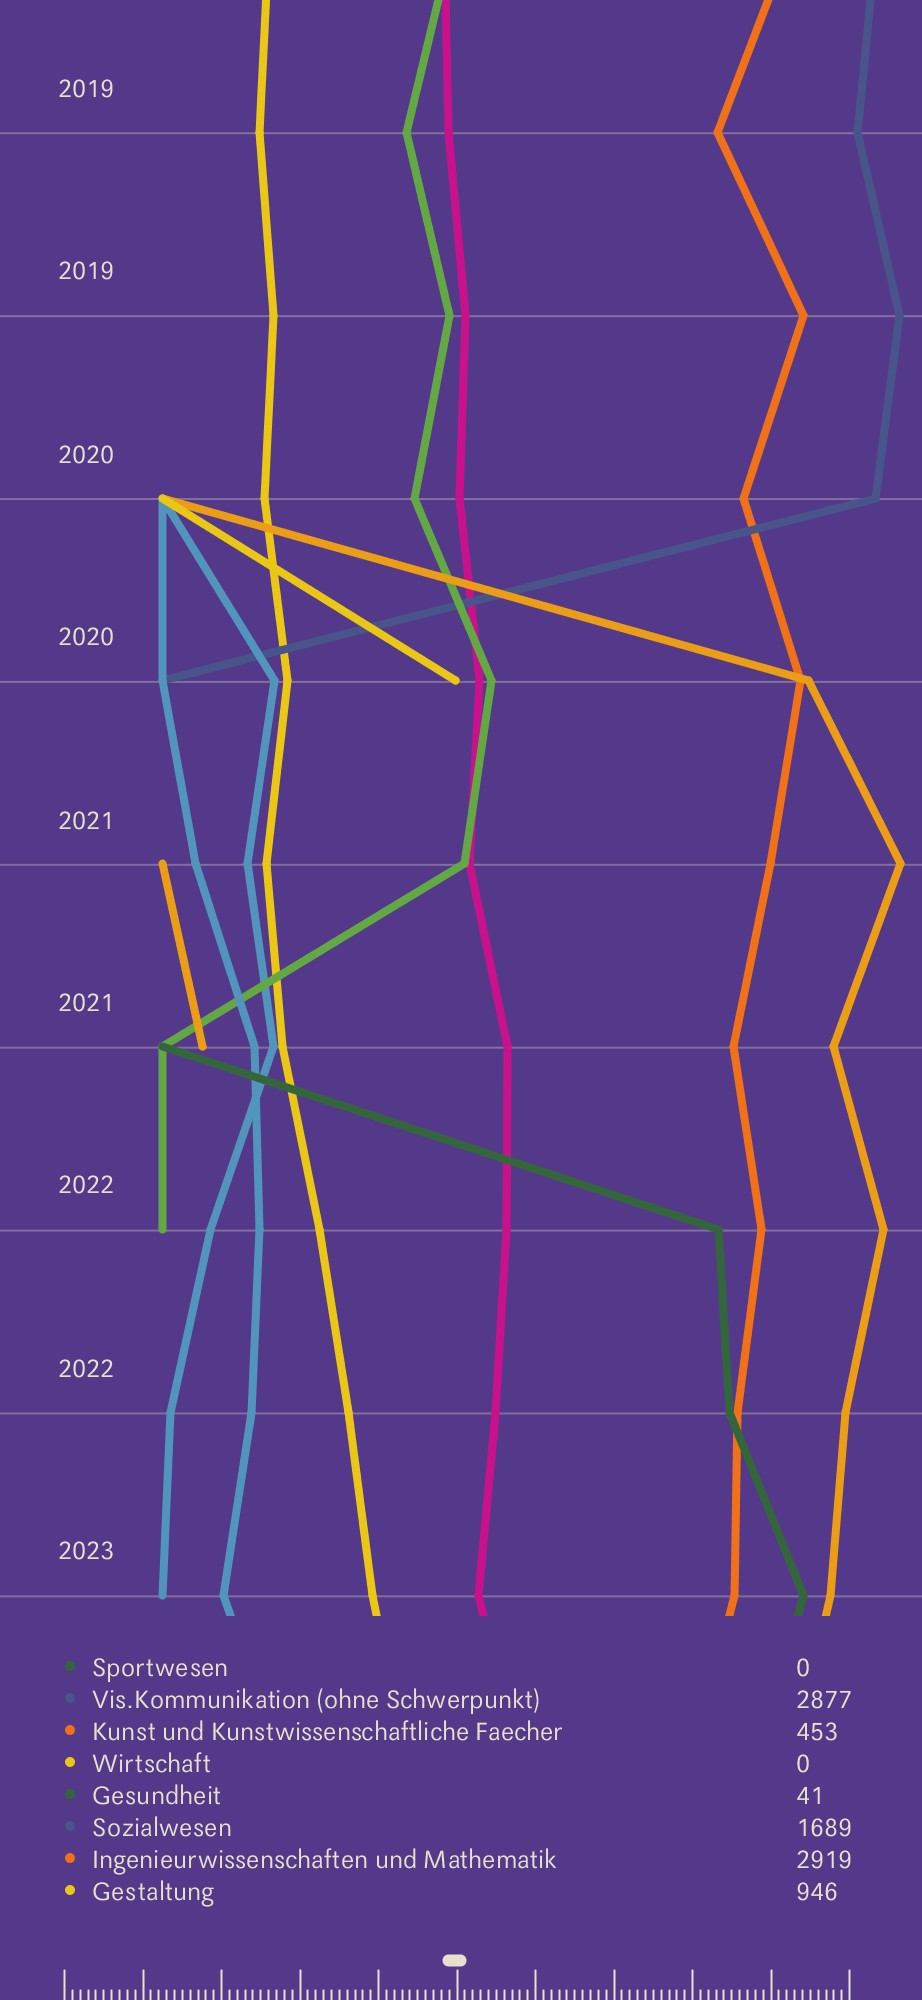 2019
2019
2020
2020
2021
2021
2022
2022
2023
Sportwesen 0
Vis.Kommunikation (ohne Schwerpunkt) 2877
Kunst und Kunstwissenschaftliche Faecher 453
Wirtschaft 0
Gesundheit 41
Sozialwesen 1689
Ingenieurwissenschaften und Mathematik 2919
Gestaltung 946